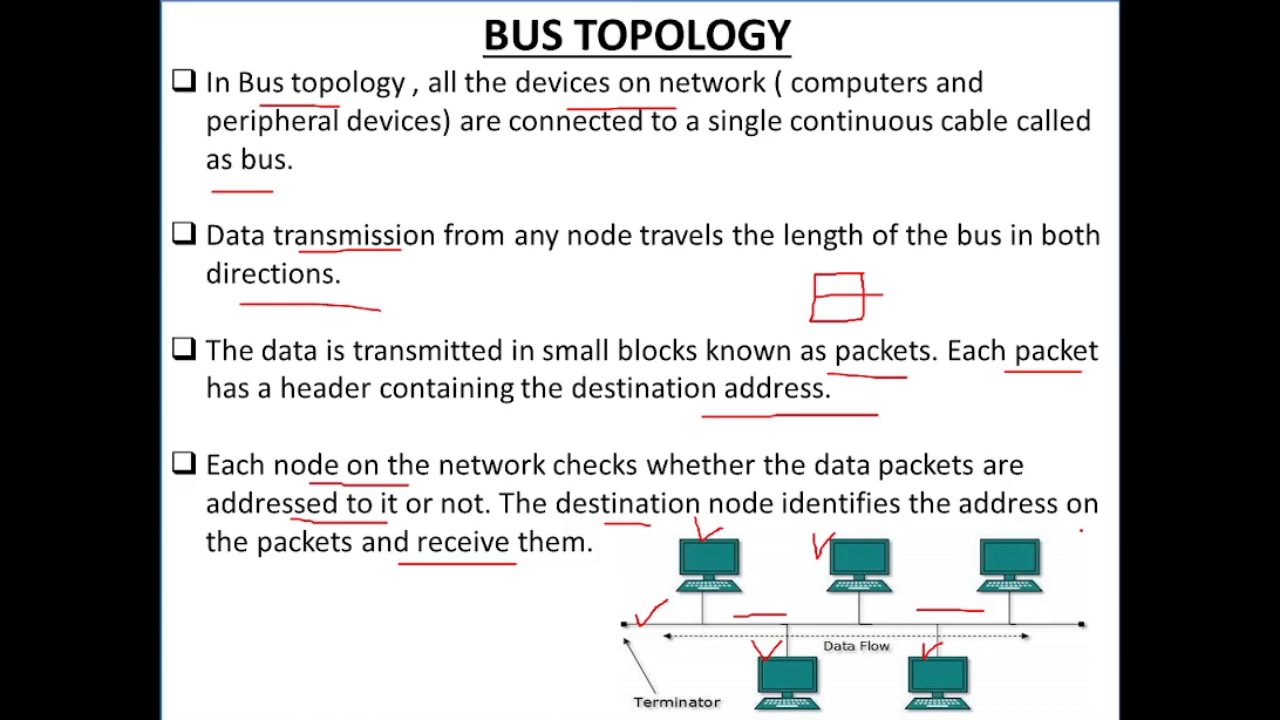 BUS TOPOLOGY
❑ In Bus topology , all the devices on network ( computers and
peripheral devices) are connected to a single continuous cable called
as bus.
❑ Data transmission from any node travels the length of the bus in both
directions.
❑ The data is transmitted in small blocks known as packets. Each packet
has a header containing the destination address.
❑ Each node on the network checks whether the data packets are
addressed to it or not. The destination node identifies the address on
the packets and receive them.
Data Flow
Terminator